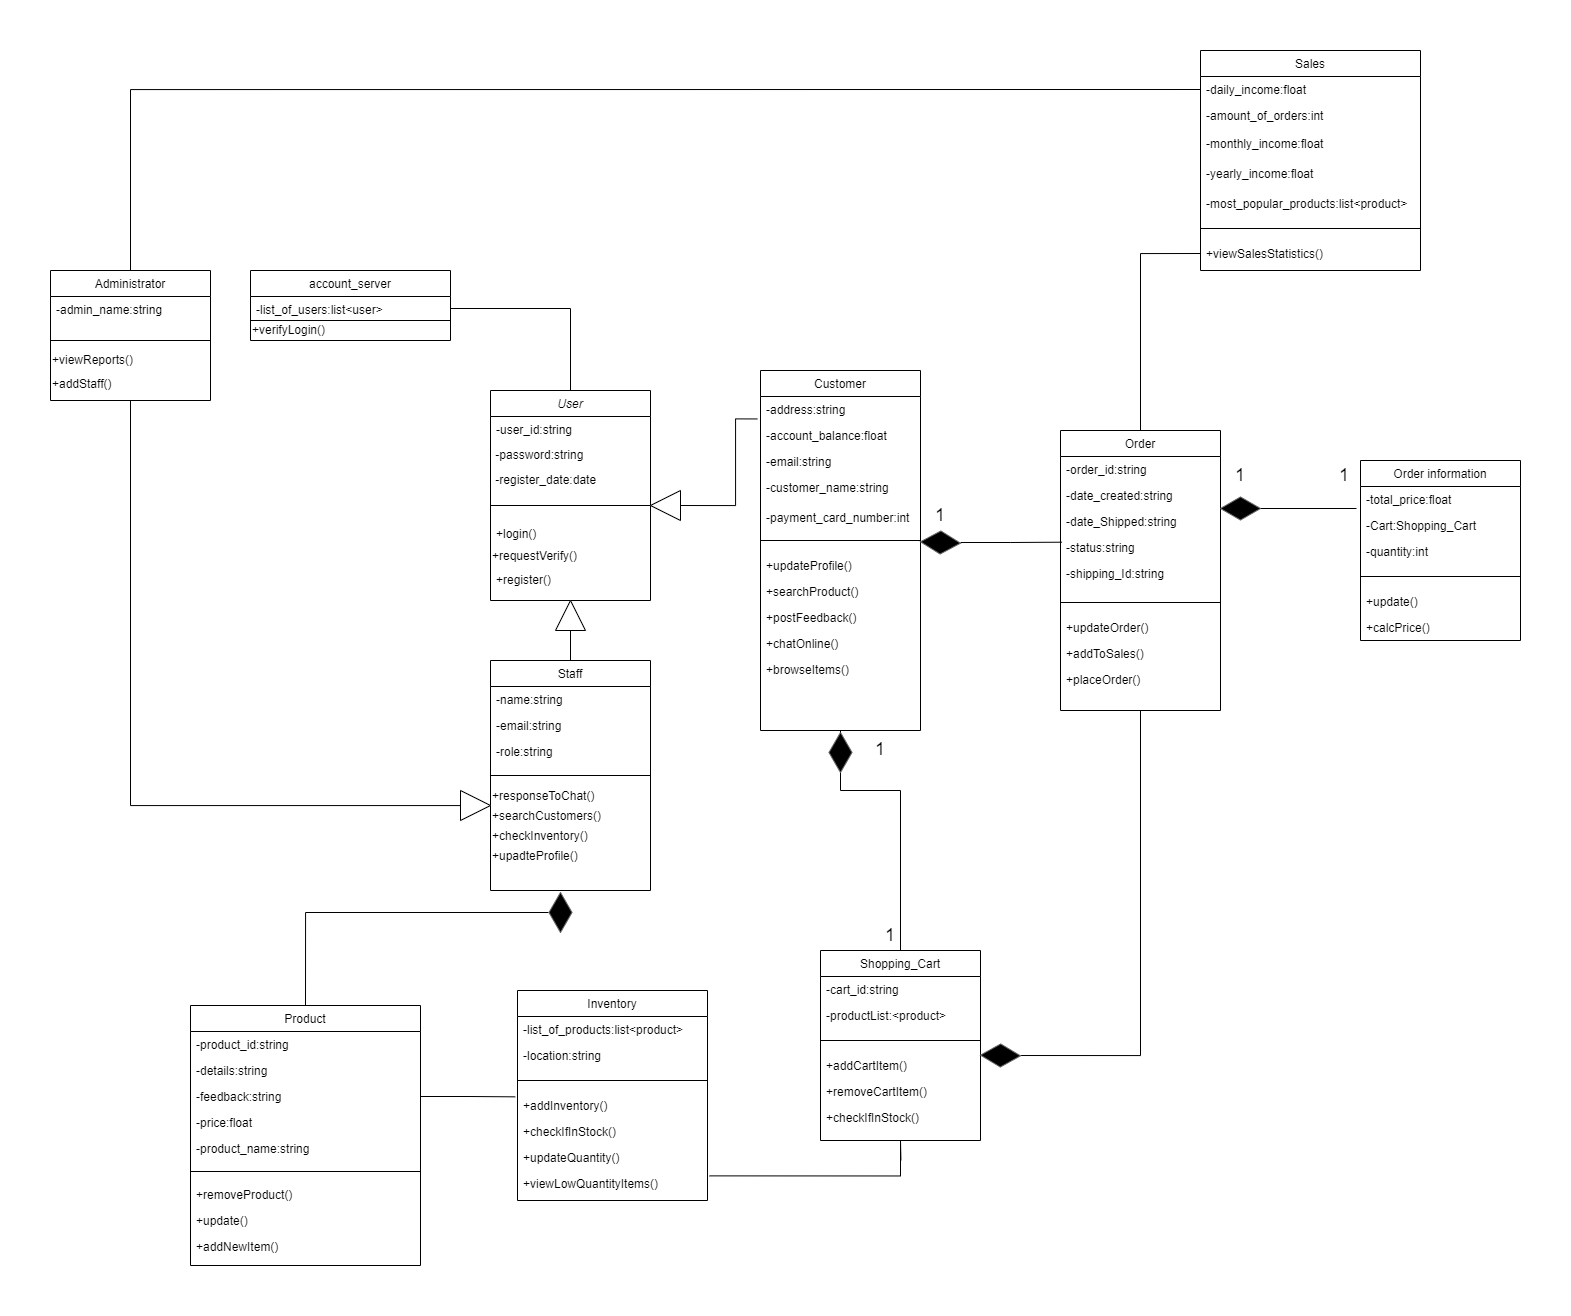 Sales
-daily_income:float
-amount_of_orders:int
-monthly_income:float
-yearly_income:float
-most_popular_products:list<product>
+viewSalesStatistics()
Administrator
-admin_name:string
+viewReports()
+addStaff()
account_server
-list_of_users:list<user>
+verifyLogin()
User
-user_id:string
-password:string
-register_date:date
+login()
+requestVerify()
+register()
Customer
-address:string
-account_balance:float
-email:string
-customer_name:string
-payment_card_number:int
+updateProfile()
+searchProduct()
+postFeedback()
+chatOnline()
+browseItems()
1
1
Order
-order_id:string
-date_created:string
-date_Shipped:string
-status:string
-shipping_Id:string
+updateOrder()
+addToSales()
+placeOrder()
1
1
Order information
-total_price:float
-Cart:Shopping_Cart
-quantity:int
+update()
+calcPrice()
Staff
-name:string
-email:string
-role:string
+responseToChat()
+searchCustomers()
+checkInventory()
+upadteProfile()
1
Shopping_Cart
-cart_id:string
-productList:<product>
+addCartItem()
+removeCartItem()
+checkIfInStock()
Product
-product_id:string
-details:string
-feedback:string
-price:float
-product_name:string
+removeProduct()
+update()
+addNewItem()
Inventory
-list_of_products:list<product>
-location:string
+addInventory()
+checkIfInStock()
+updateQuantity()
+viewLowQuantityItems()